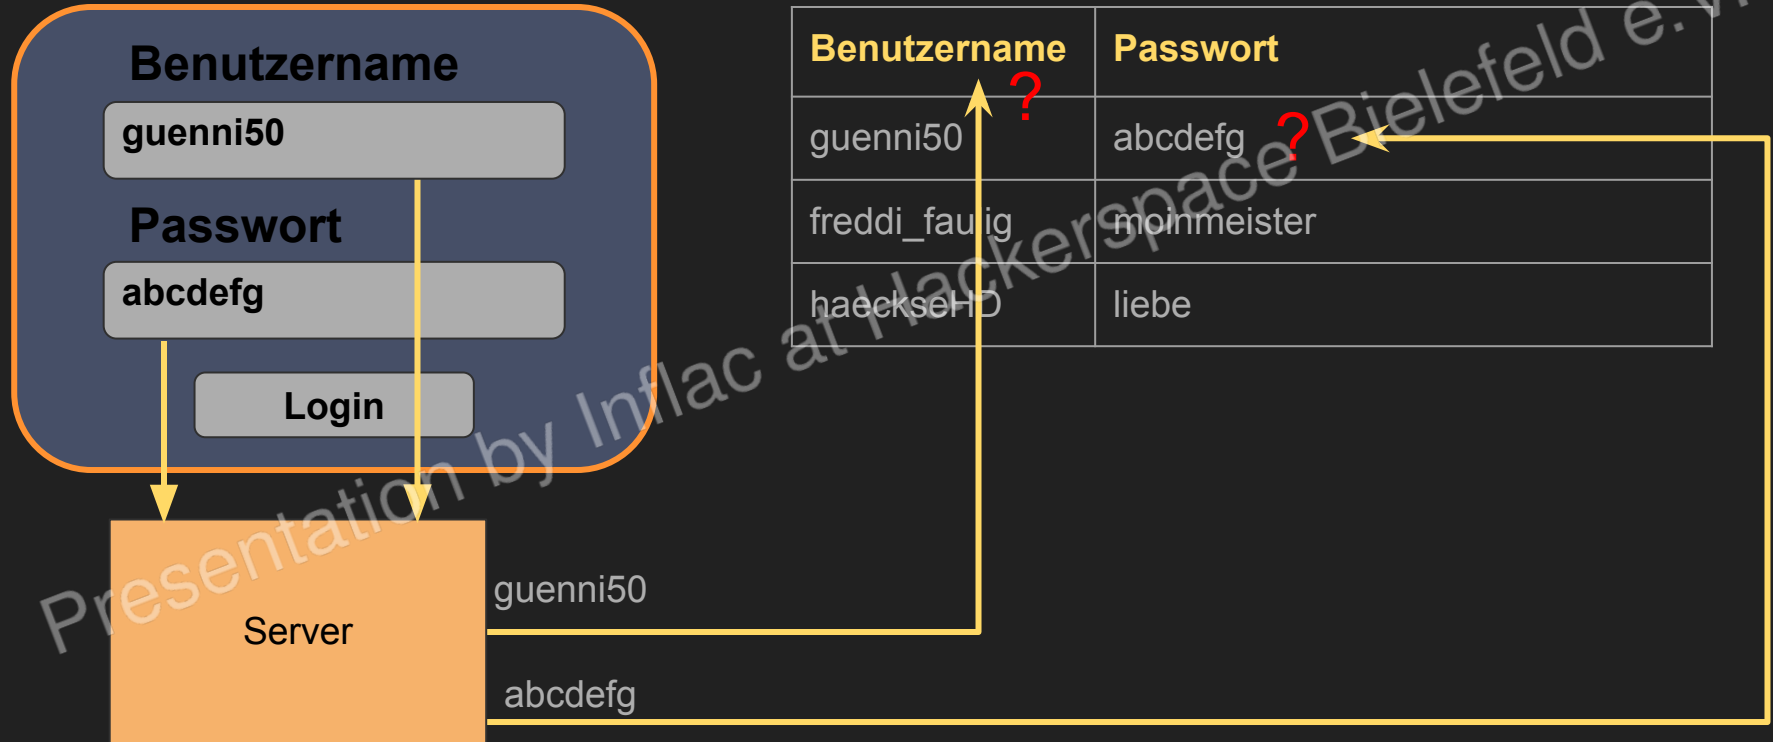 Benutzername
guenni50
Passwort
abcdefg
Login
Server
guenni50
abcdefg
Benutzername Passwort
?
guenni50 abcdefg ?
freddi_faulig moinmeister
haeckseHD liebe
Presentation by Inflac at Hackerspace Bielefeld e.V.